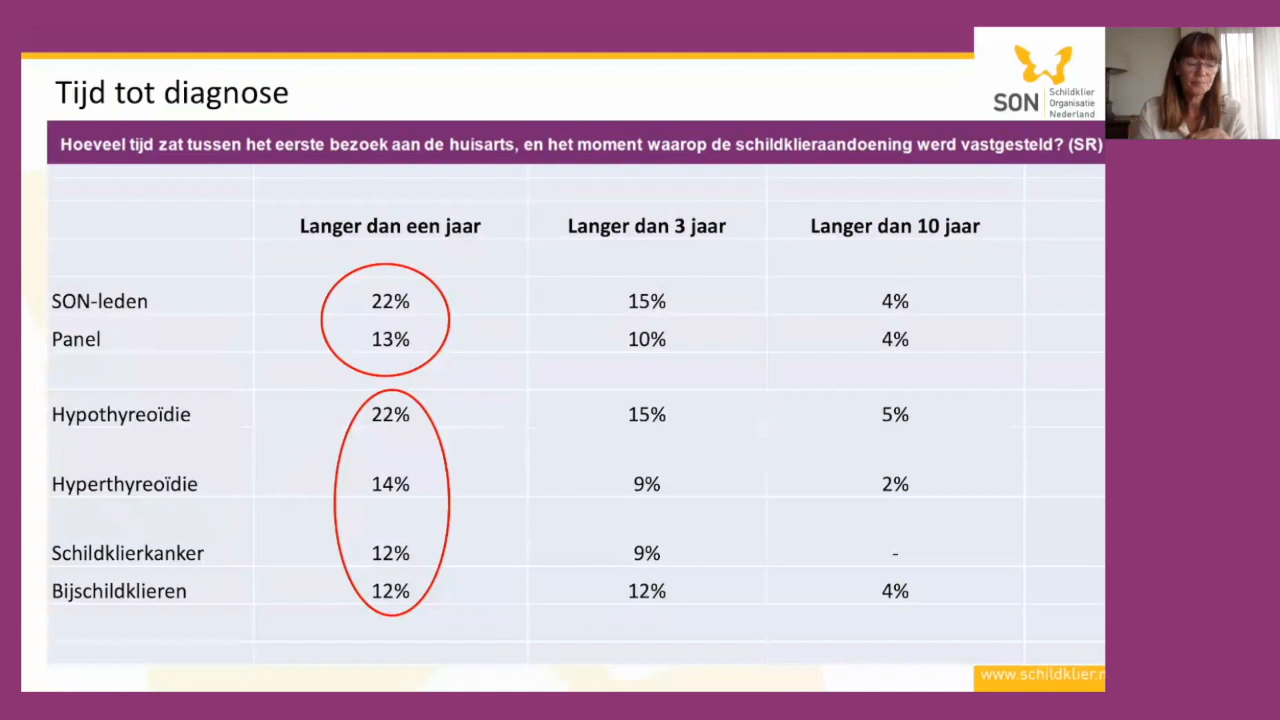 Tijd tot diagnose
SON
Schildklier
Organisatie
Nederland
Hoeveel tijd zat tussen het eerste bezoek aan de huisarts, en het moment waarop de schildklieraandoening werd vastgesteld? (SR)
Langer dan een jaar Langer dan 3 jaar Langer dan 10 jaar
SON-leden 22% 15% 4%
Panel 13% 10% 4%
Hypothyreoïdie 22% 15% 5%
Hyperthyreoïdie 14% 9% 2%
Schildklierkanker 12% 9% -
Bijschildklieren 12% 12% 4%
www.schildklier.n